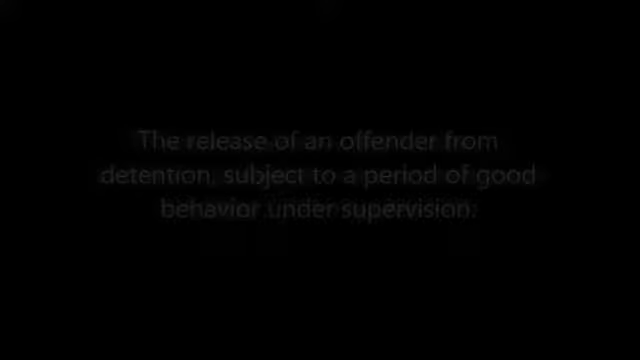 The release of an offender from
detention, subject to a period of good
behavior under supervision.